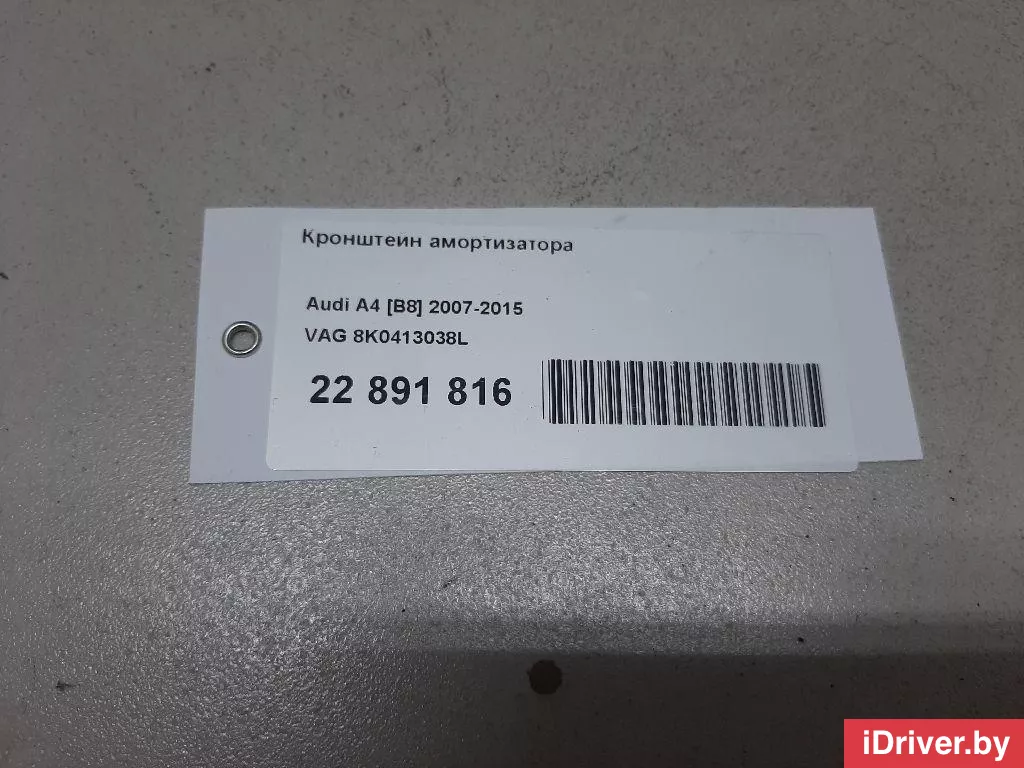 Кронштейн амортизатора
Audi A4 [B8] 2007-2015
VAG 8K0413038L
22 891 816
iDriver.by